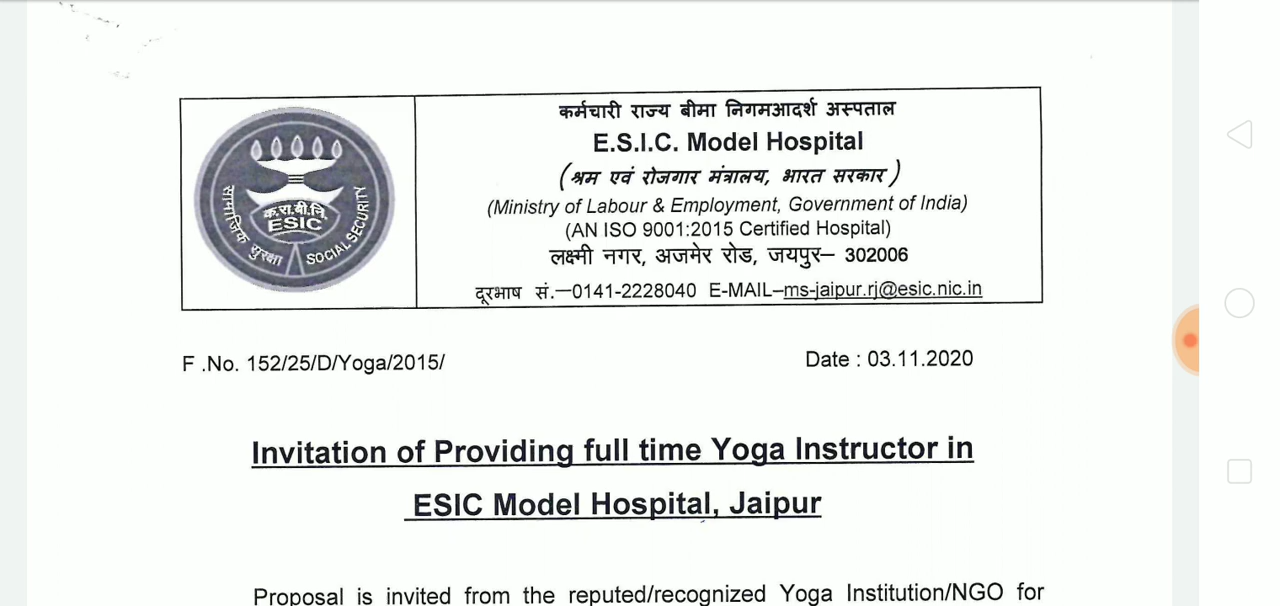 कर्मचारी राज्य बीमा निगमआदर्श अस्पताल
E.S.I.C. Model Hospital
(श्रम एवं रोजगार मंत्रालय, भारत सरकार)
(Ministry of Labour & Employment, Government of India)
(AN ISO 9001:2015 Certified Hospital)
लक्ष्मी नगर, अजमेर रोड, जयपुर– 302006
दूरभाष सं.–0141-2228040 E-MAIL–ms-jaipur.rj@esic.nic.in
क.रा.बी.नि.
ESIC
सामाजिक सुरक्षा
SOCIAL SECURITY
F .No. 152/25/D/Yoga/2015/
Date : 03.11.2020
Invitation of Providing full time Yoga Instructor in
ESIC Model Hospital, Jaipur
Proposal is invited from the reputed/recognized Yoga Institution/NGO for